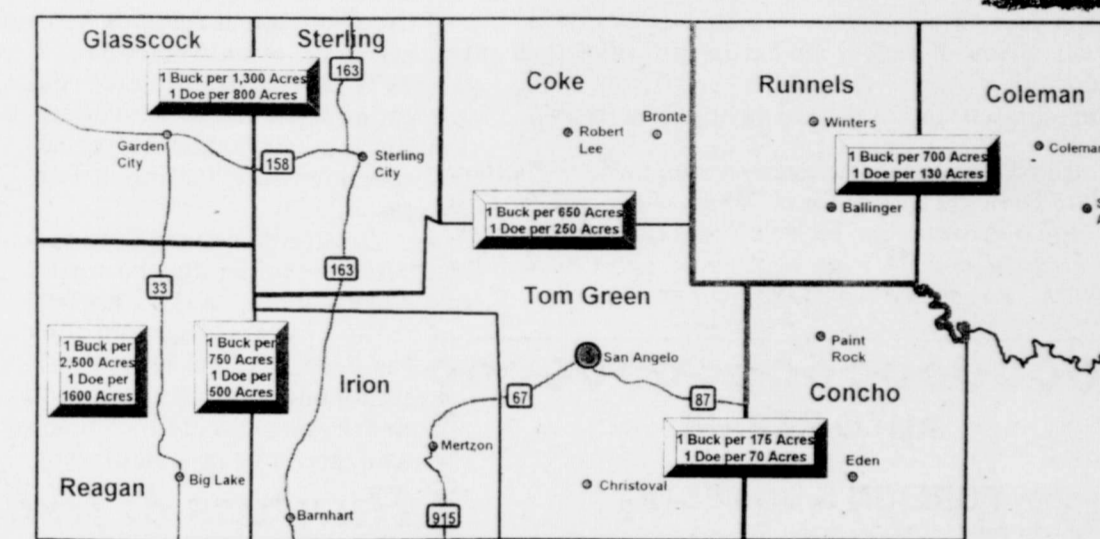 Glasscock
Sterling
163
1 Buck per 1,300 Acres
1 Doe per 800 Acres
Coke
Runnels
Coleman
Robert
Lee
Bronte
Winters
Garden
City
158
Sterling
City
1 Buck per 700 Acres
1 Doe per 130 Acres
Ballinger
1 Buck per 650 Acres
1 Doe per 250 Acres
163
33
Tom Green
1 Buck per
2,500 Acres
1 Doe per
1600 Acres
1 Buck per
750 Acres
1 Doe per
500 Acres
Irion
San Angelo
Paint
Rock
Concho
67
87
1 Buck per 175 Acres
1 Doe per 70 Acres
Mertzon
Eden
Reagan
Big Lake
Christoval
Barnhart
915